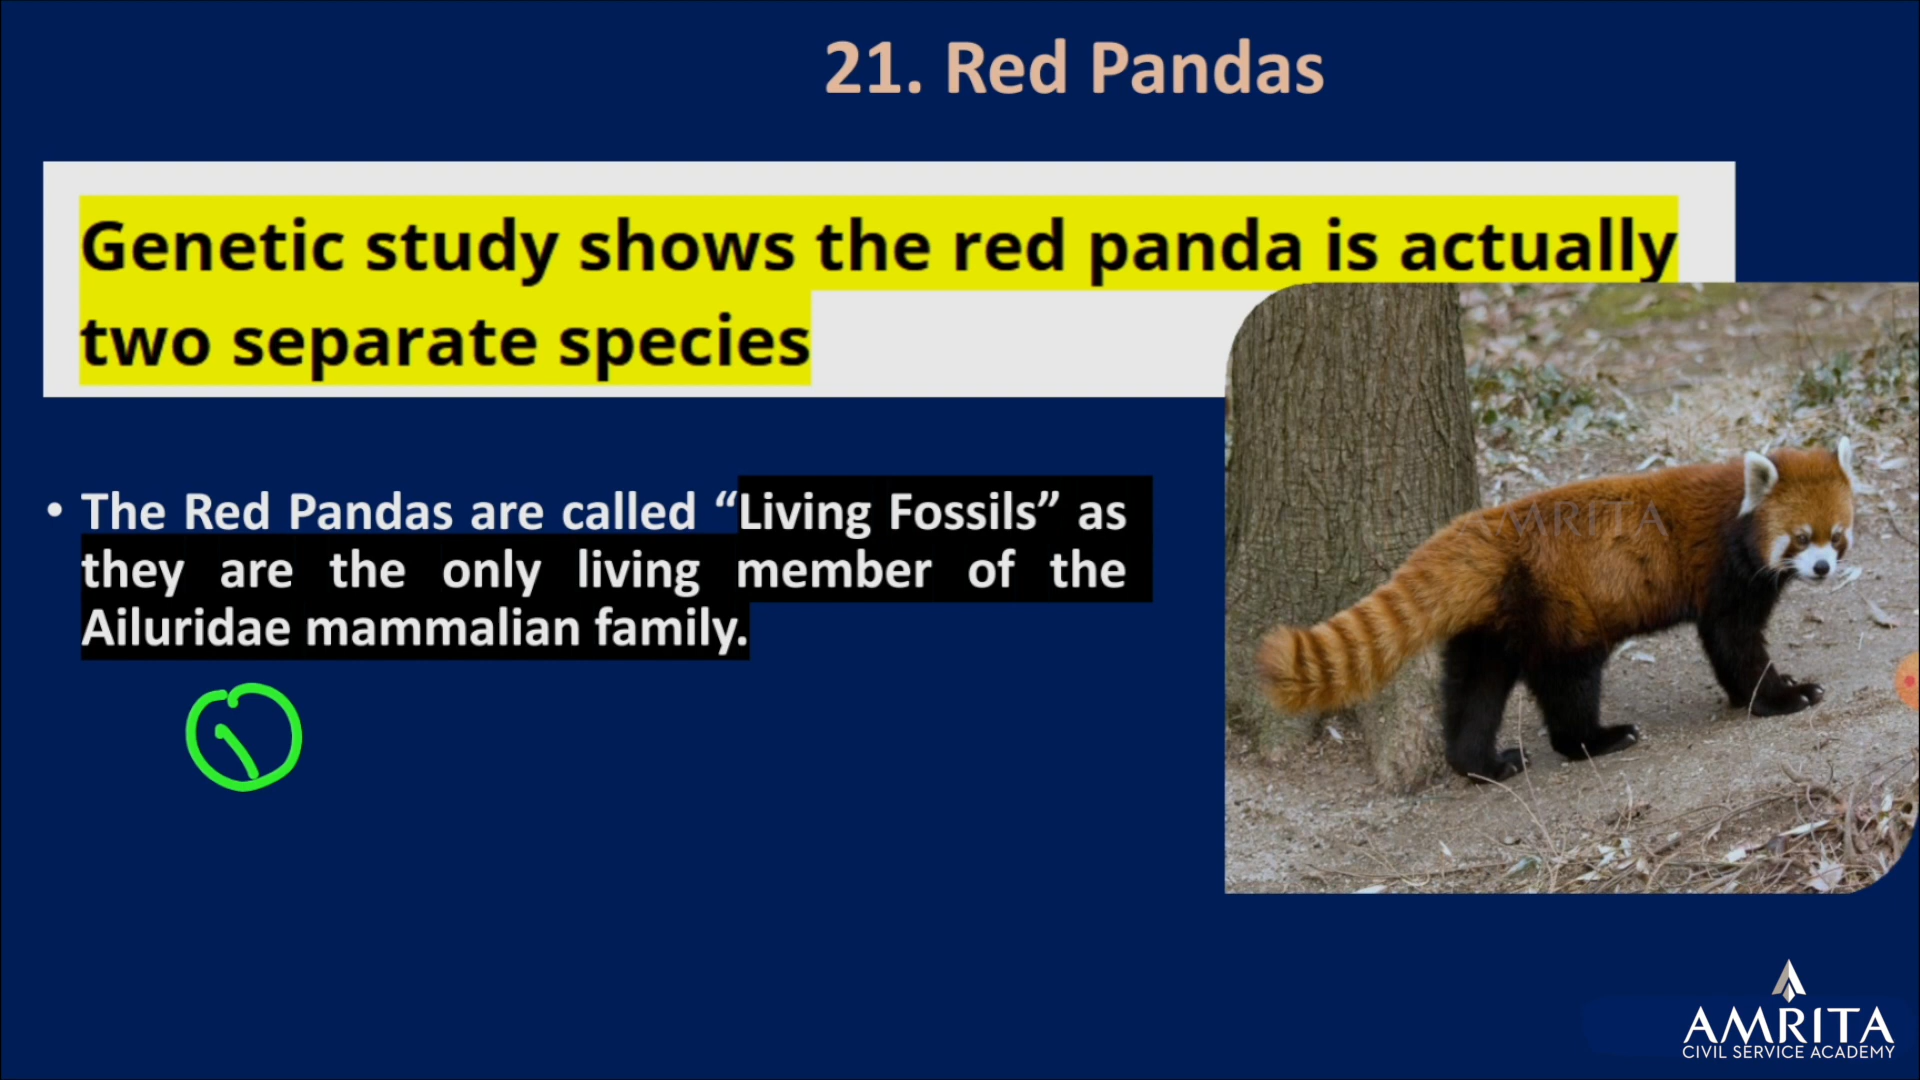 21. Red Pandas
Genetic study shows the red panda is actually
two separate species
• The Red Pandas are called “Living Fossils” as
they are the only living member of the
Ailuridae mammalian family.
AMRITA
AMRITA
CIVIL SERVICE ACADEMY